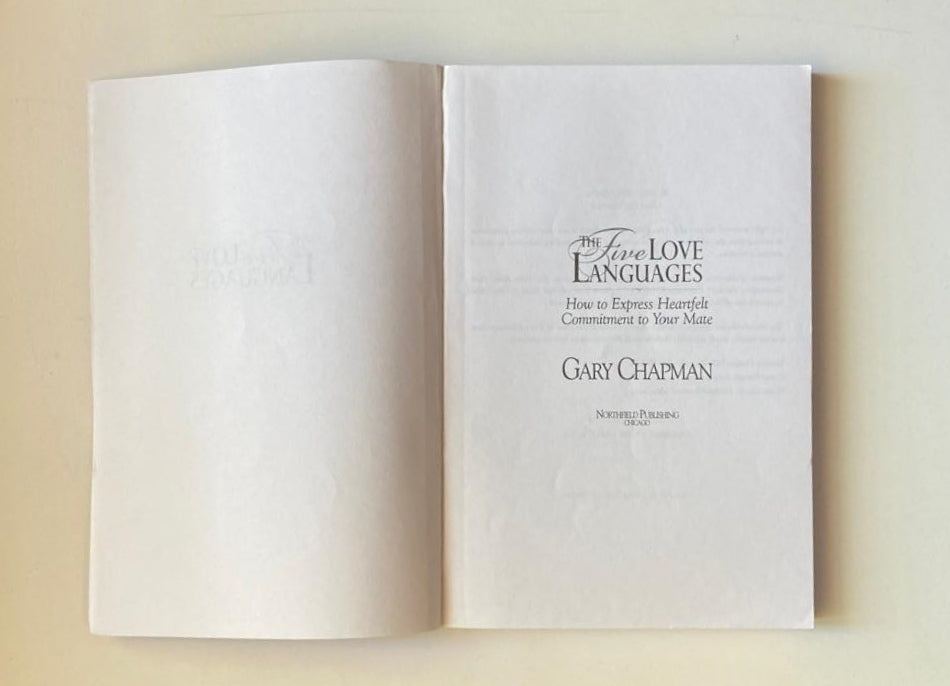 THE Five LOVE
LANGUAGES
How to Express Heartfelt
Commitment to Your Mate
GARY CHAPMAN
NORTHFIELD PUBLISHING
CHICAGO